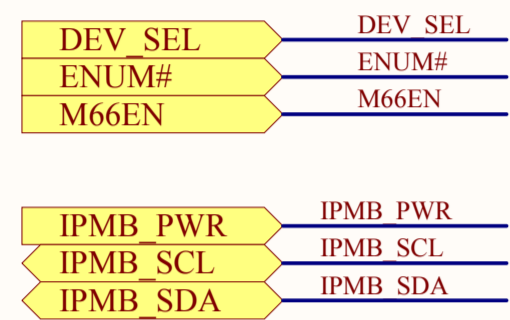 DEV_SEL DEV_SEL
ENUM# ENUM#
M66EN M66EN
IPMB_PWR IPMB_PWR
IPMB_SCL IPMB_SCL
IPMB_SDA IPMB_SDA